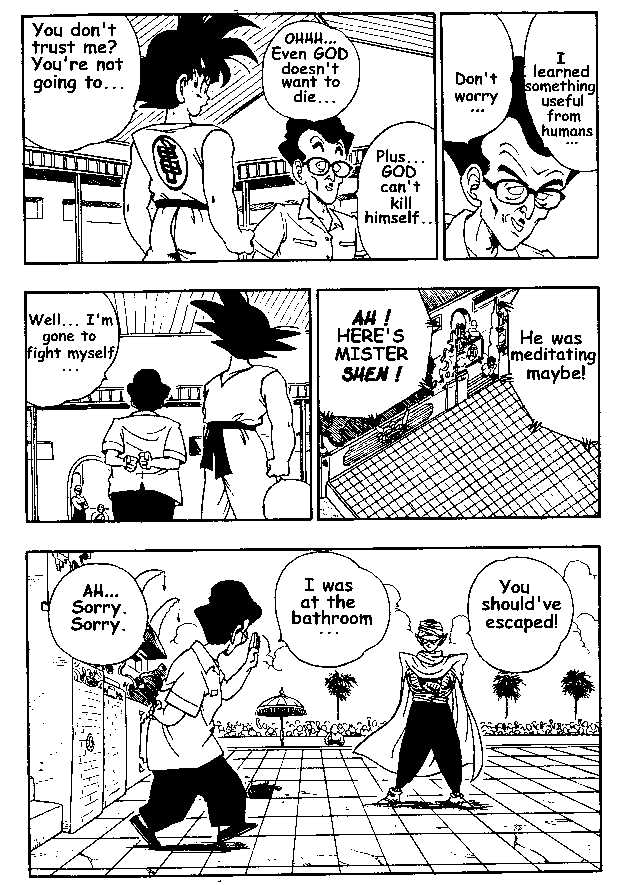 You don't
trust me?
You're not
going to...
OHHH...
Even GOD
doesn't
want to
die...
Plus...
GOD
can't
kill
himself..
Don't
worry
...
I
learned
something
useful
from
humans
...
Well... I'm
gone to
fight myself
...
AH !
HERE'S
MISTER
SHEN !
He was
meditating
maybe!
AH...
Sorry.
Sorry.
I was
at the
bathroom
...
You
should've
escaped!